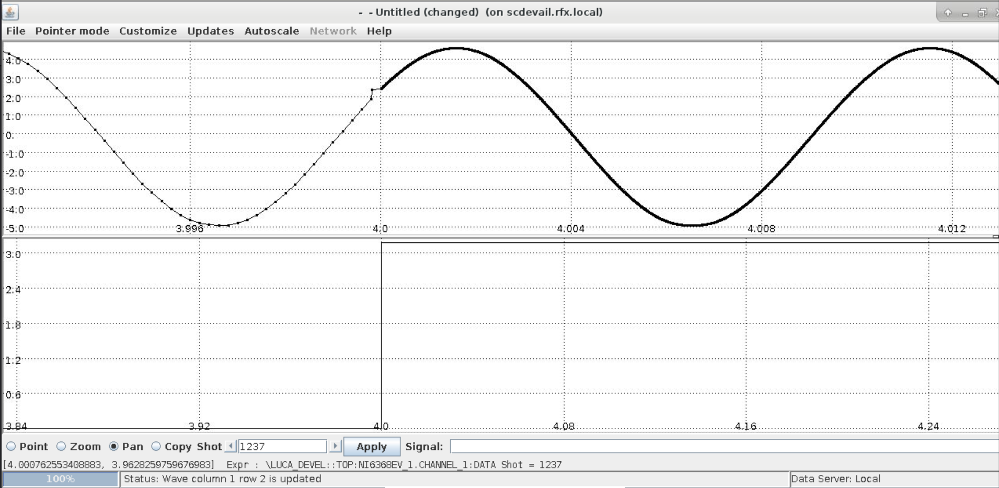 - - Untitled (changed) (on scdevail.rfx.local)
File Pointer mode Customize Updates Autoscale Network Help
4.0
3.0
2.0
1.0
0.
-1.0
-2.0
-3.0
-4.0
-5.0
3.996 4.0 4.004 4.008 4.012
3.0
2.4
1.8
1.2
0.6
3.84 3.92 4.0 4.08 4.16 4.24
Point Zoom Pan Copy Shot 1237 Apply Signal:
[4.000762553408883, 3.9628259759676983] Expr : \LUCA_DEVEL::TOP:NI6368EV_1.CHANNEL_1:DATA Shot = 1237
100% Status: Wave column 1 row 2 is updated Data Server: Local